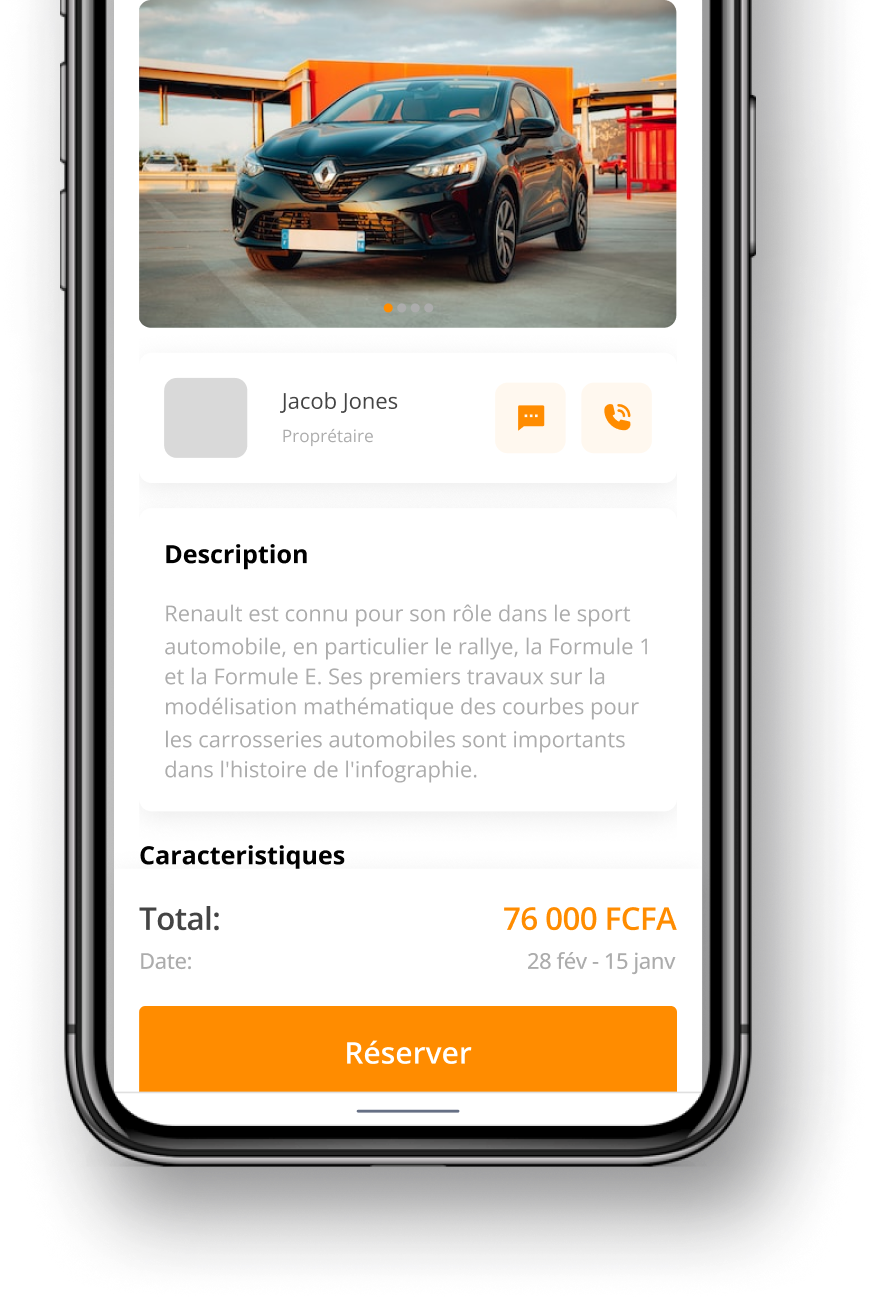 Jacob Jones
Proprétaire
Description
Renault est connu pour son rôle dans le sport
automobile, en particulier le rallye, la Formule 1
et la Formule E. Ses premiers travaux sur la
modélisation mathématique des courbes pour
les carrosseries automobiles sont importants
dans l'histoire de l'infographie.
Caracteristiques
Total: 76 000 FCFA
Date: 28 fév - 15 janv
Réserver